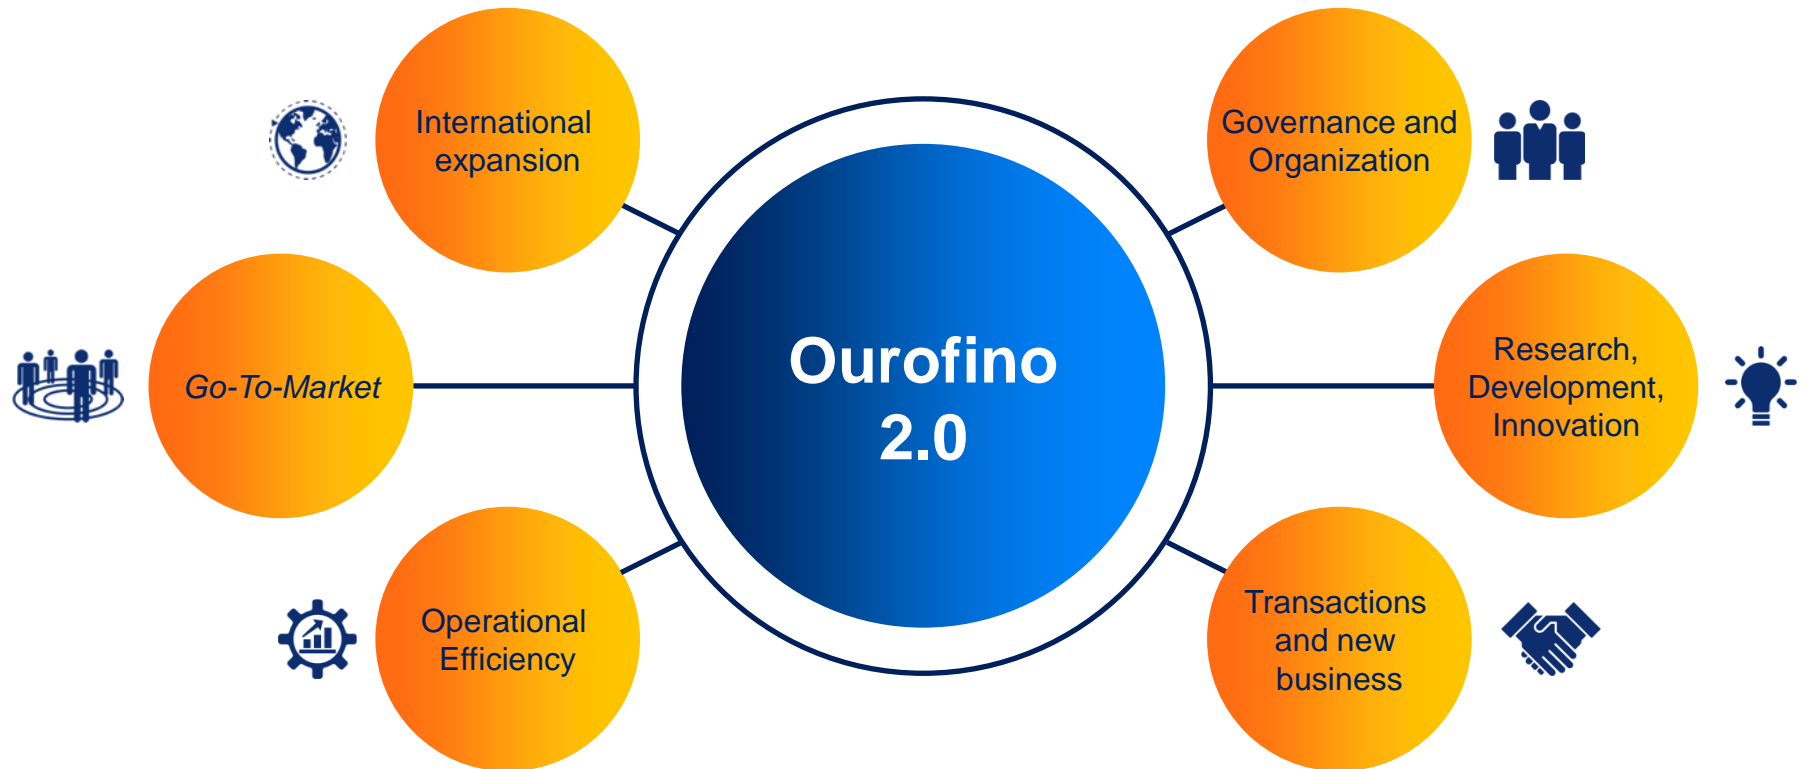 International
expansion
Governance and
Organization
Go-To-Market
Ourofino
2.0
Research,
Development,
Innovation
Operational
Efficiency
Transactions
and new
business